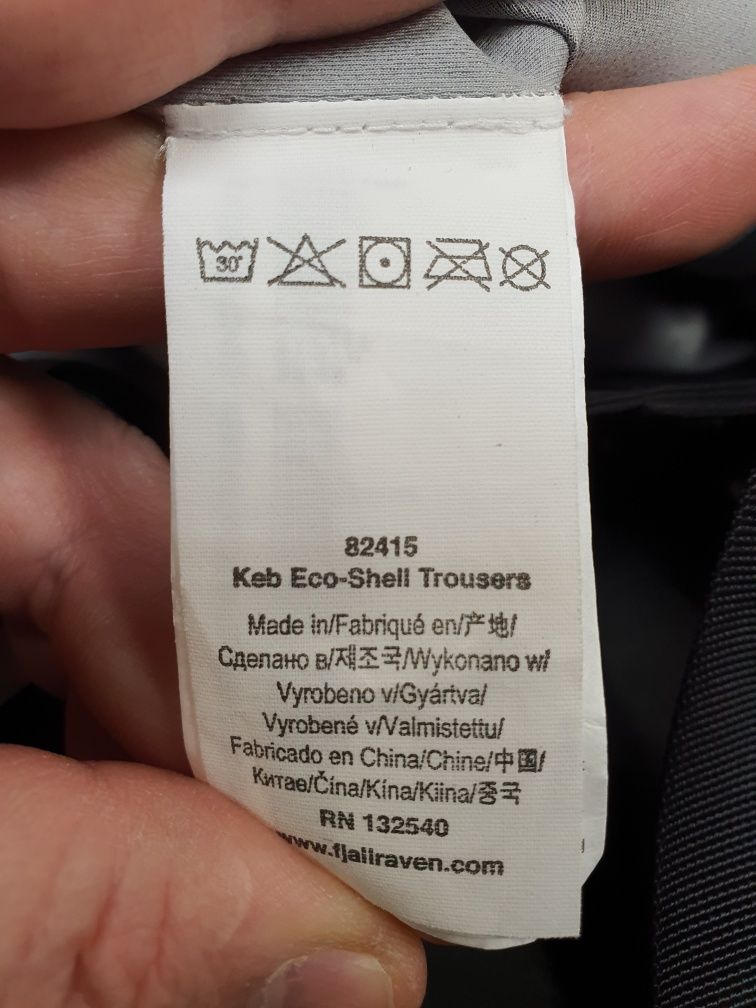 30°
82415
Keb Eco-Shell Trousers
Made in/Fabriqué en/产地/
Сделано в/제조국/Wykonano w/
Vyrobeno v/Gyártva/
Vyrobené v/Valmistettu/
Fabricado en China/Chine/中国/
Китае/Čína/Kína/Kiina/중국
RN 132540
www.fjallraven.com